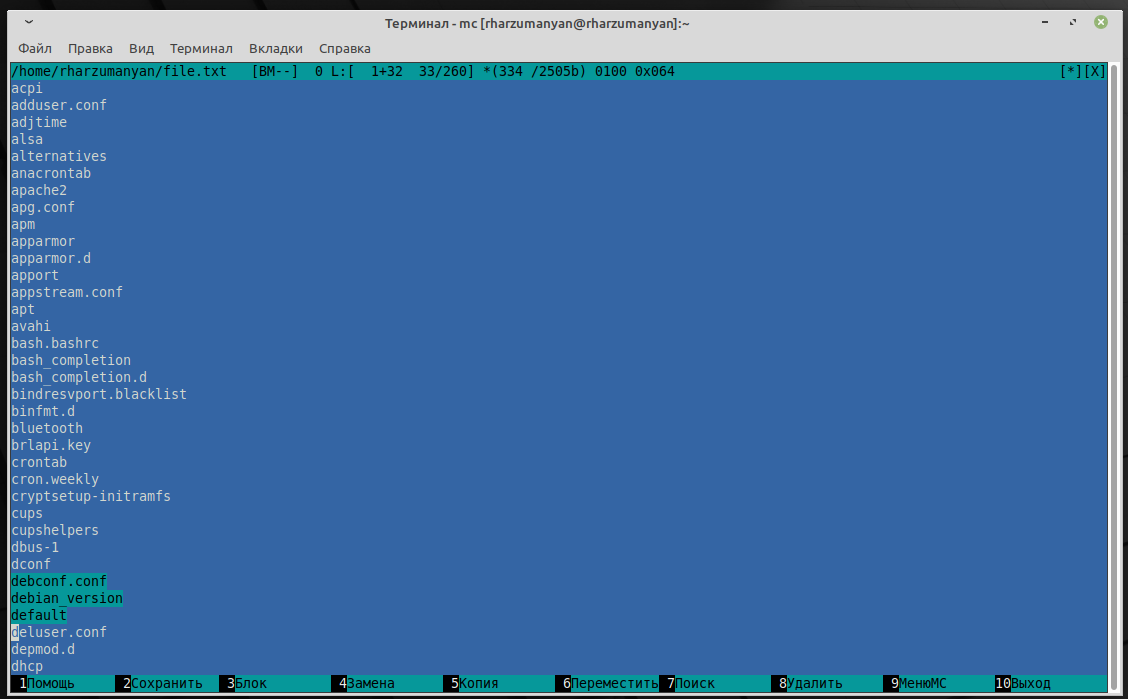 Терминал - mc [rharzumanyan@rharzumanyan]:~
Файл Правка Вид Терминал Вкладки Справка
/home/rharzumanyan/file.txt [BM--] 0 L:[ 1+32 33/260] *(334 /2505b) 0100 0x064 [*][X]
acpi
adduser.conf
adjtime
alsa
alternatives
anacrontab
apache2
apg.conf
apm
apparmor
apparmor.d
apport
appstream.conf
apt
avahi
bash.bashrc
bash_completion
bash_completion.d
bindresvport.blacklist
binfmt.d
bluetooth
brlapi.key
crontab
cron.weekly
cryptsetup-initramfs
cups
cupshelpers
dbus-1
dconf
debconf.conf
debian_version
default
deluser.conf
depmod.d
dhcp
1Помощь 2Сохранить 3Блок 4Замена 5Копия 6Переместить 7Поиск 8Удалить 9МенюMC 10Выход